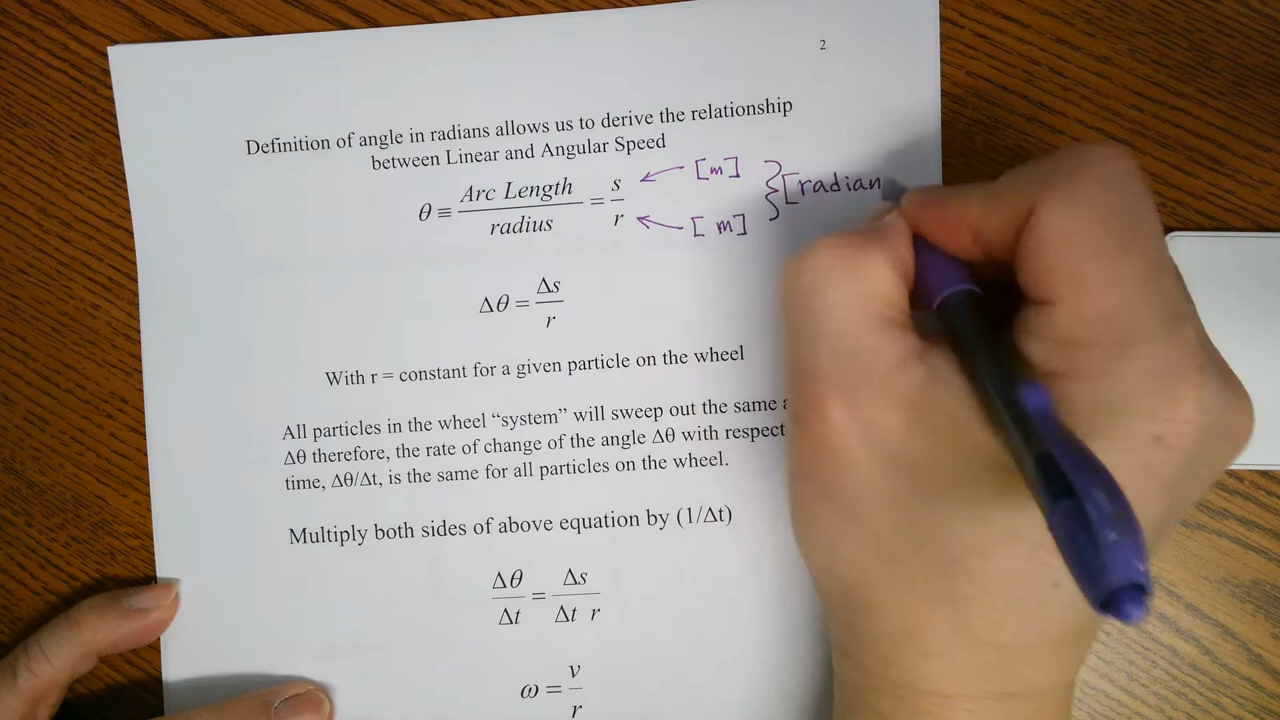 2
Definition of angle in radians allows us to derive the relationship
between Linear and Angular Speed
θ ≡ Arc Length / radius = s / r ← [m] ← [m] } [radian
Δθ = Δs / r
With r = constant for a given particle on the wheel
All particles in the wheel “system” will sweep out the same
Δθ therefore, the rate of change of the angle Δθ with respect
time, Δθ/Δt, is the same for all particles on the wheel.
Multiply both sides of above equation by (1/Δt)
Δθ / Δt = Δs / Δt r
ω = v / r